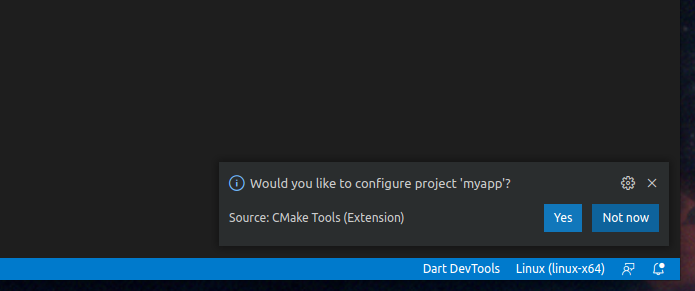 Would you like to configure project 'myapp'?
Source: CMake Tools (Extension)
Yes
Not now
Dart DevTools
Linux (linux-x64)